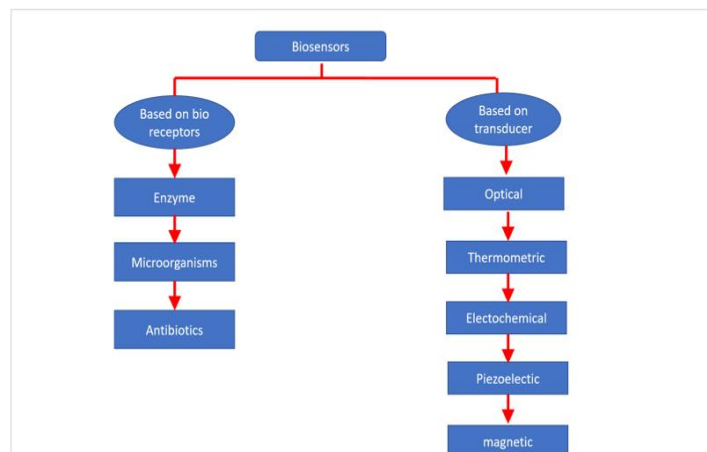 Biosensors
Based on bio
receptors
Based on
transducer
Enzyme
Optical
Microorganisms
Thermometric
Antibiotics
Electochemical
Piezoelectic
magnetic